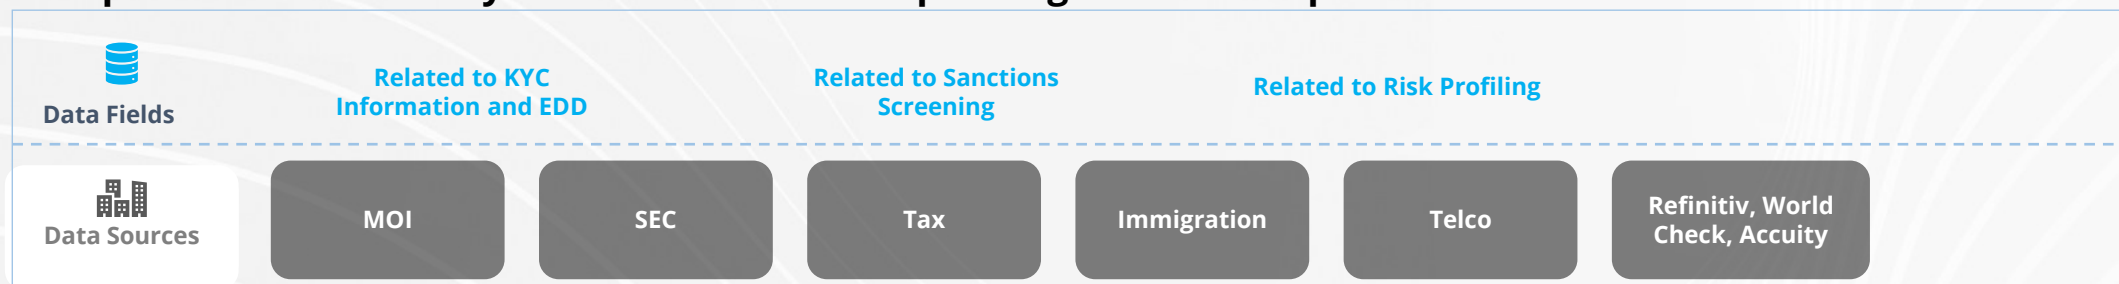 Data Fields
Related to KYC
Information and EDD
Related to Sanctions
Screening
Related to Risk Profiling
Data Sources
MOI
SEC
Tax
Immigration
Telco
Refinitiv, World
Check, Accuity